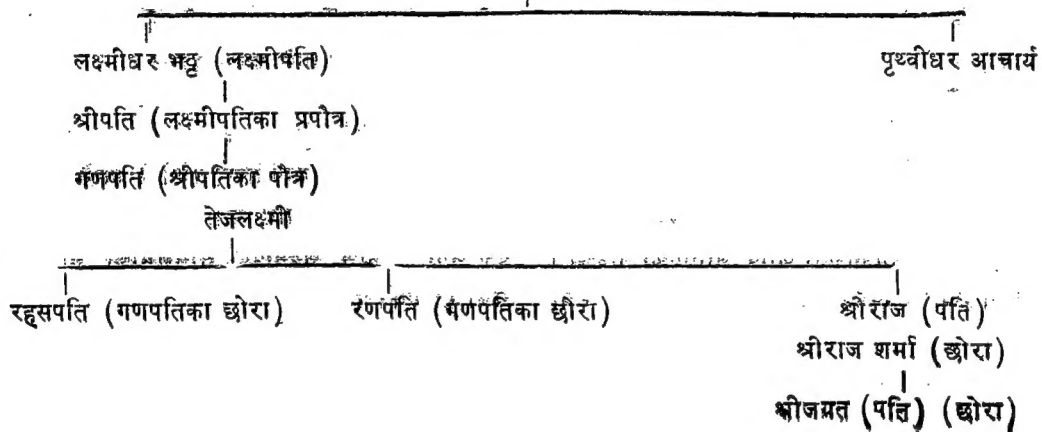 लक्ष्मीधर भट्ट (लक्ष्मीपति) पृथ्वीधर आचार्य
श्रीपति (लक्ष्मीपतिका प्रपौत्र)
गणपति (श्रीपतिका पौत्र)
तेजलक्ष्मी
रहसपति (गणपतिका छोरा) रणपति (गणपतिका छोरा) श्रीराज (पति)
श्रीराज शर्मा (छोरा)
श्रीजगत (पति) (छोरा)